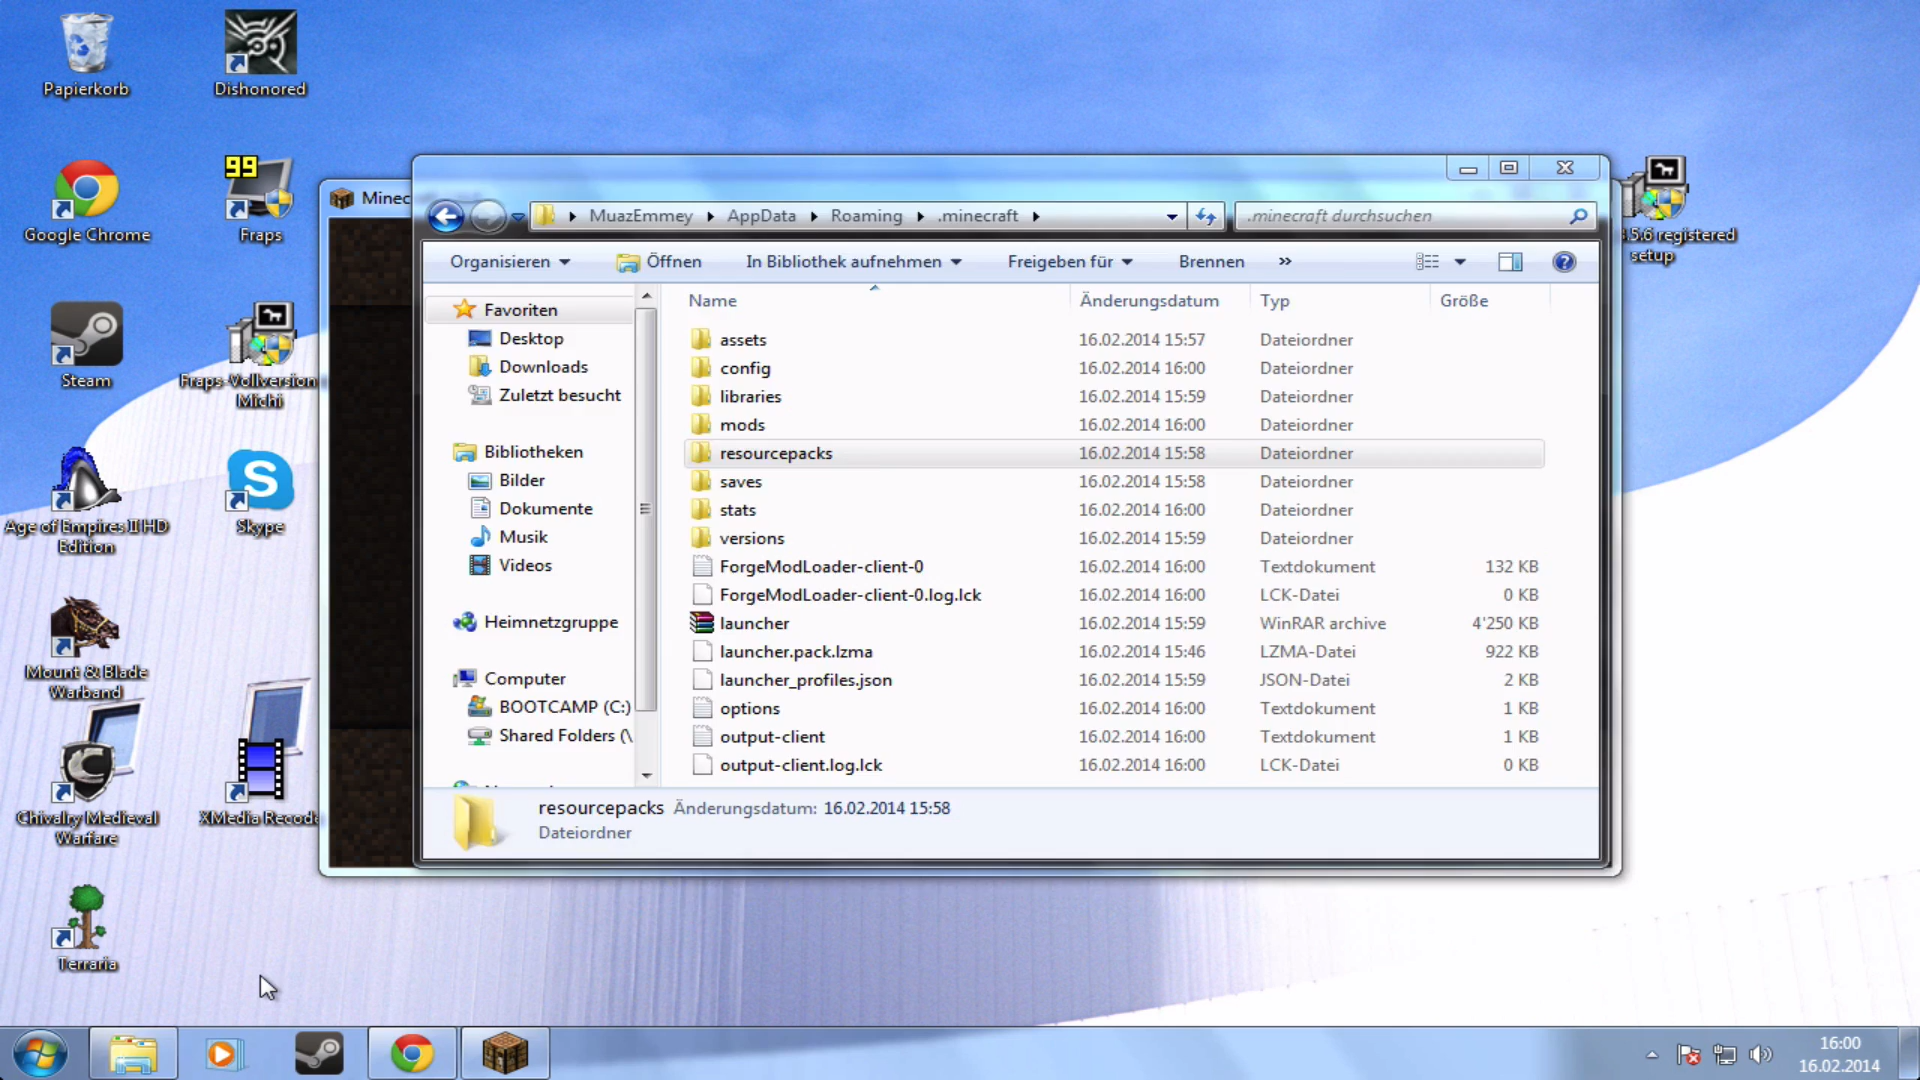 Papierkorb
Dishonored
Google Chrome
99
Fraps
Steam
Fraps-Vollversion
Michi
Age of Empires II HD
Edition
Skype
Mount & Blade
Warband
Chivalry Medieval
Warfare
XMedia Recode
Terraria
3.5.6 registered
setup
Minec
MuazEmmey
AppData
Roaming
.minecraft
.minecraft durchsuchen
Organisieren
Öffnen
In Bibliothek aufnehmen
Freigeben für
Brennen
»
Favoriten
Desktop
Downloads
Zuletzt besucht
Bibliotheken
Bilder
Dokumente
Musik
Videos
Heimnetzgruppe
Computer
BOOTCAMP (C:)
Shared Folders (\
Name Änderungsdatum Typ Größe
assets 16.02.2014 15:57 Dateiordner
config 16.02.2014 16:00 Dateiordner
libraries 16.02.2014 15:59 Dateiordner
mods 16.02.2014 16:00 Dateiordner
resourcepacks 16.02.2014 15:58 Dateiordner
saves 16.02.2014 15:58 Dateiordner
stats 16.02.2014 16:00 Dateiordner
versions 16.02.2014 15:59 Dateiordner
ForgeModLoader-client-0 16.02.2014 16:00 Textdokument 132 KB
ForgeModLoader-client-0.log.lck 16.02.2014 16:00 LCK-Datei 0 KB
launcher 16.02.2014 15:59 WinRAR archive 4'250 KB
launcher.pack.lzma 16.02.2014 15:46 LZMA-Datei 922 KB
launcher_profiles.json 16.02.2014 15:59 JSON-Datei 2 KB
options 16.02.2014 16:00 Textdokument 1 KB
output-client 16.02.2014 16:00 Textdokument 1 KB
output-client.log.lck 16.02.2014 16:00 LCK-Datei 0 KB
resourcepacks Änderungsdatum: 16.02.2014 15:58
Dateiordner
16:00
16.02.2014